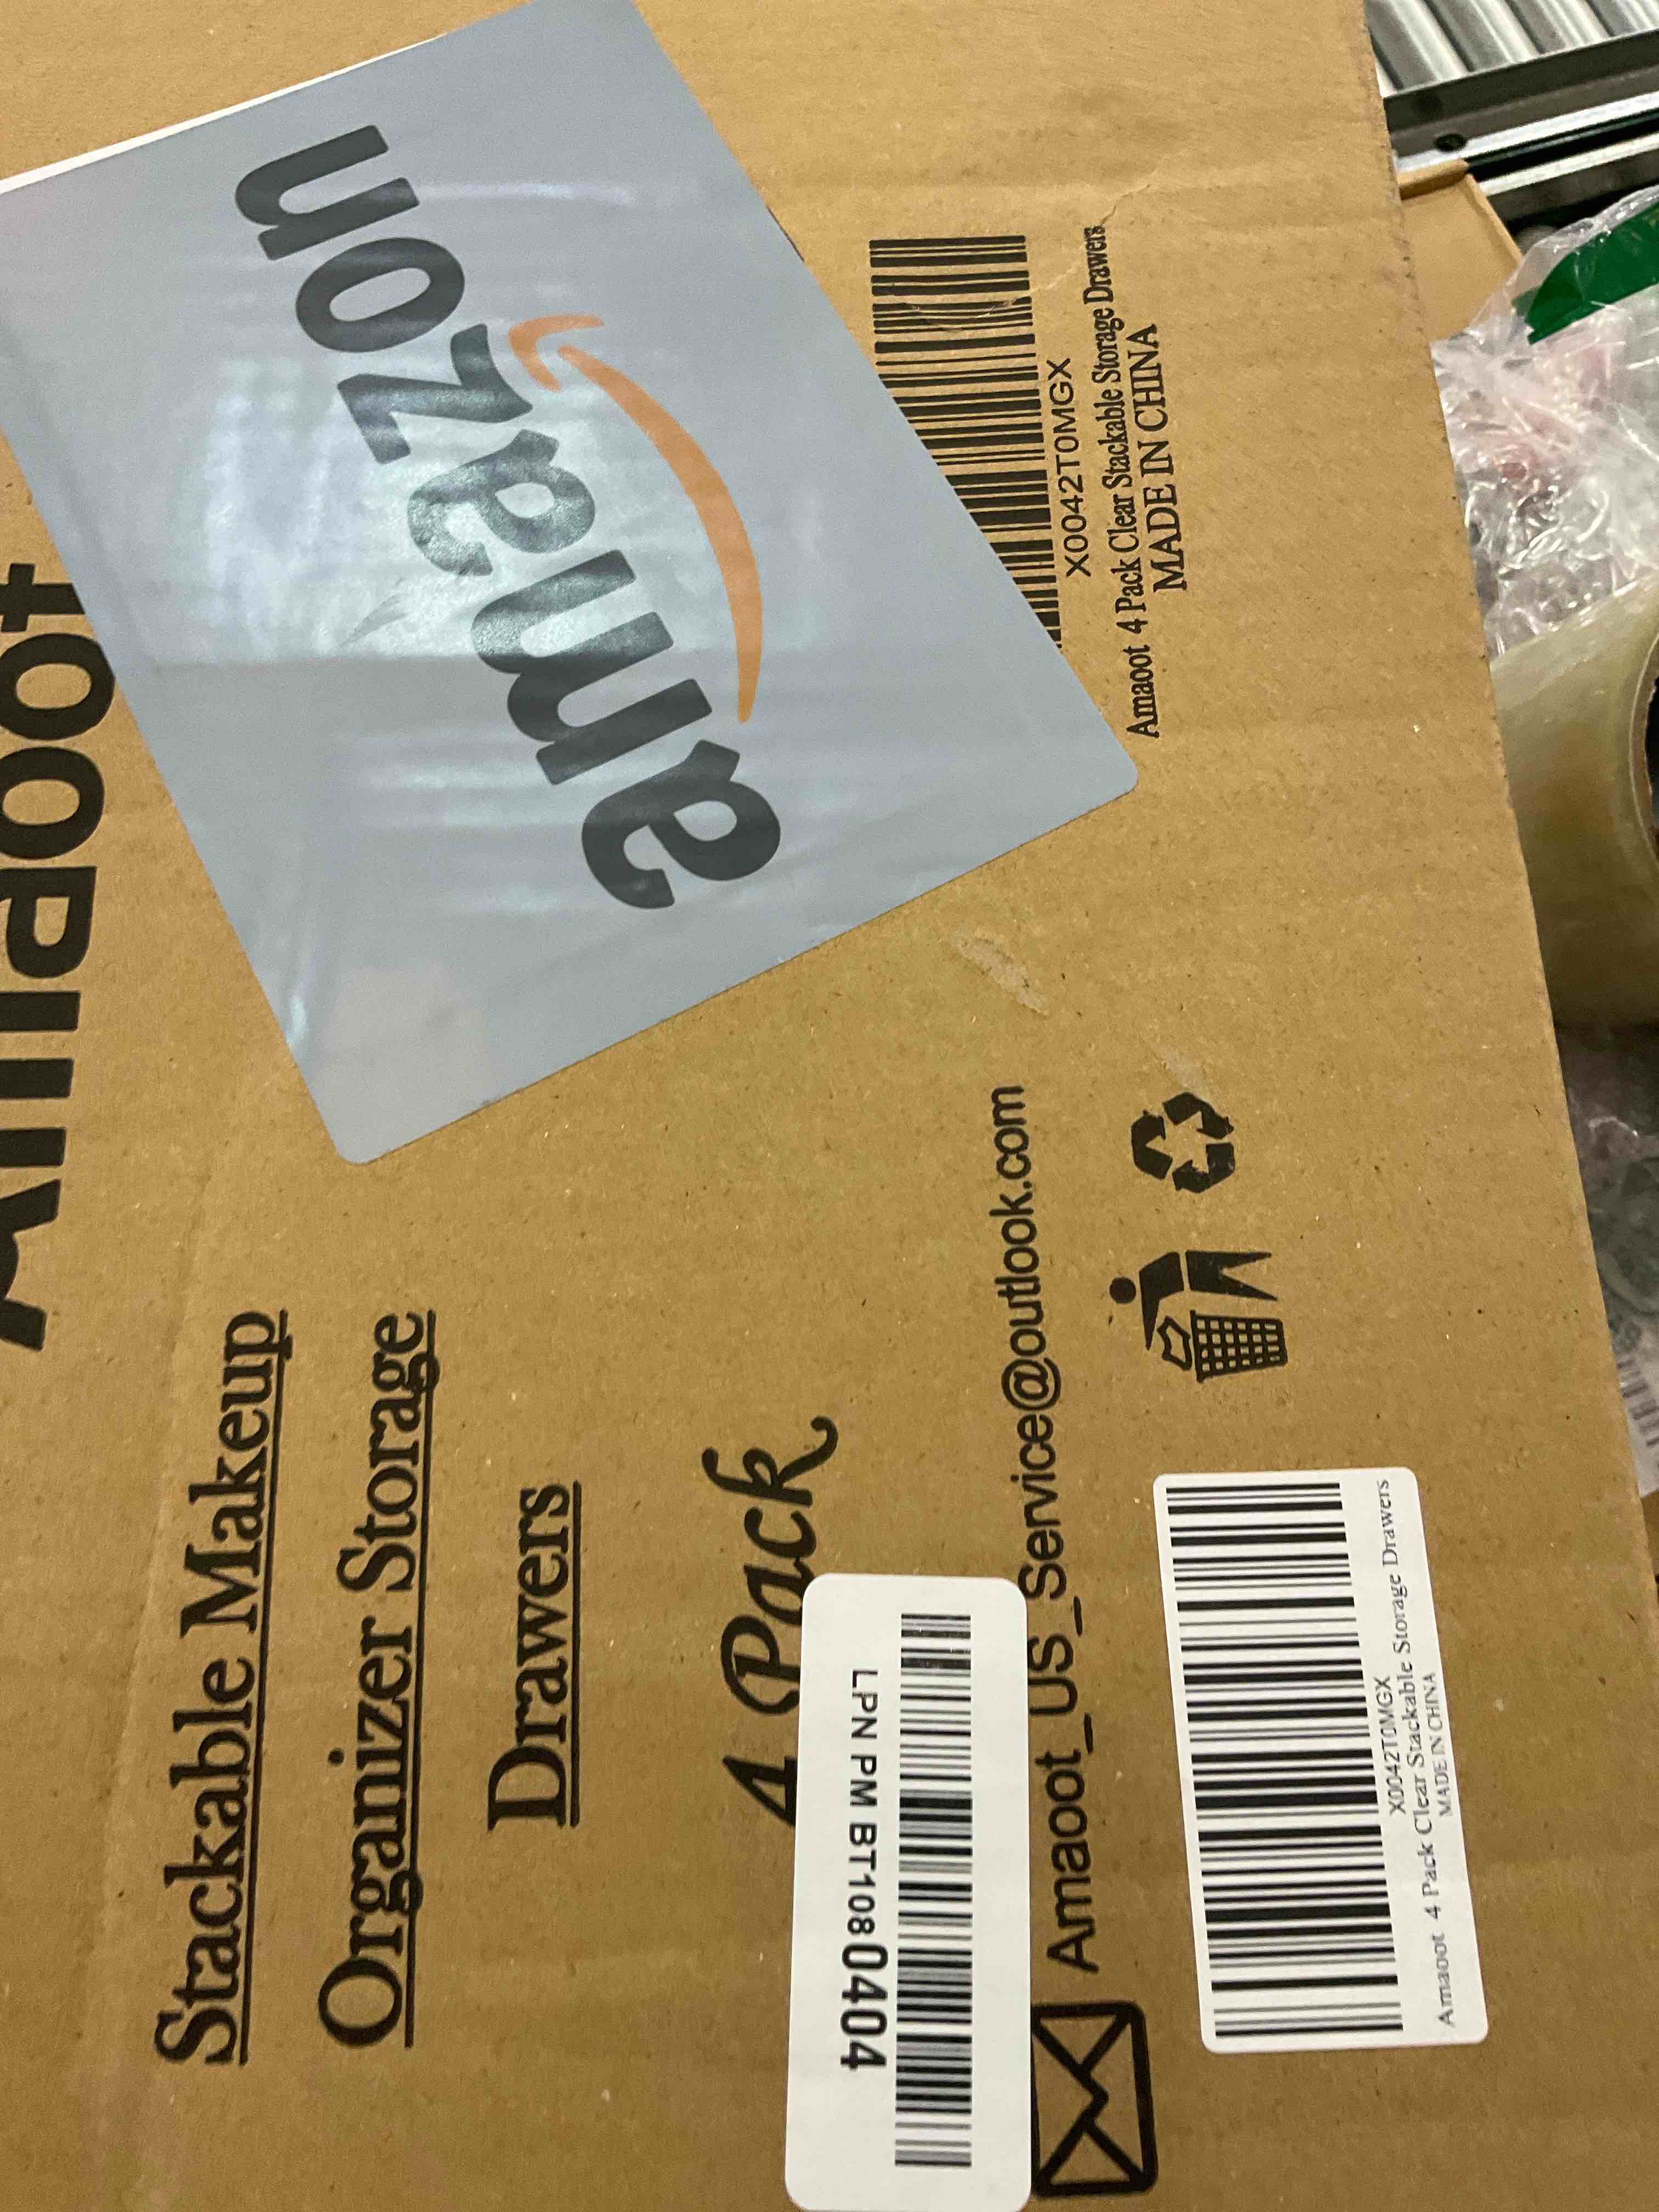 Amaoot
amazon
Stackable Makeup
Organizer Storage
Drawers
4 Pack
LPN PM BT1080404
Amaoot_US_Service@outlook.com
X0042T0MGX
Amaoot 4 Pack Clear Stackable Storage Drawers
MADE IN CHINA
X0042T0MGX
Amaoot 4 Pack Clear Stackable Storage Drawers
MADE IN CHINA